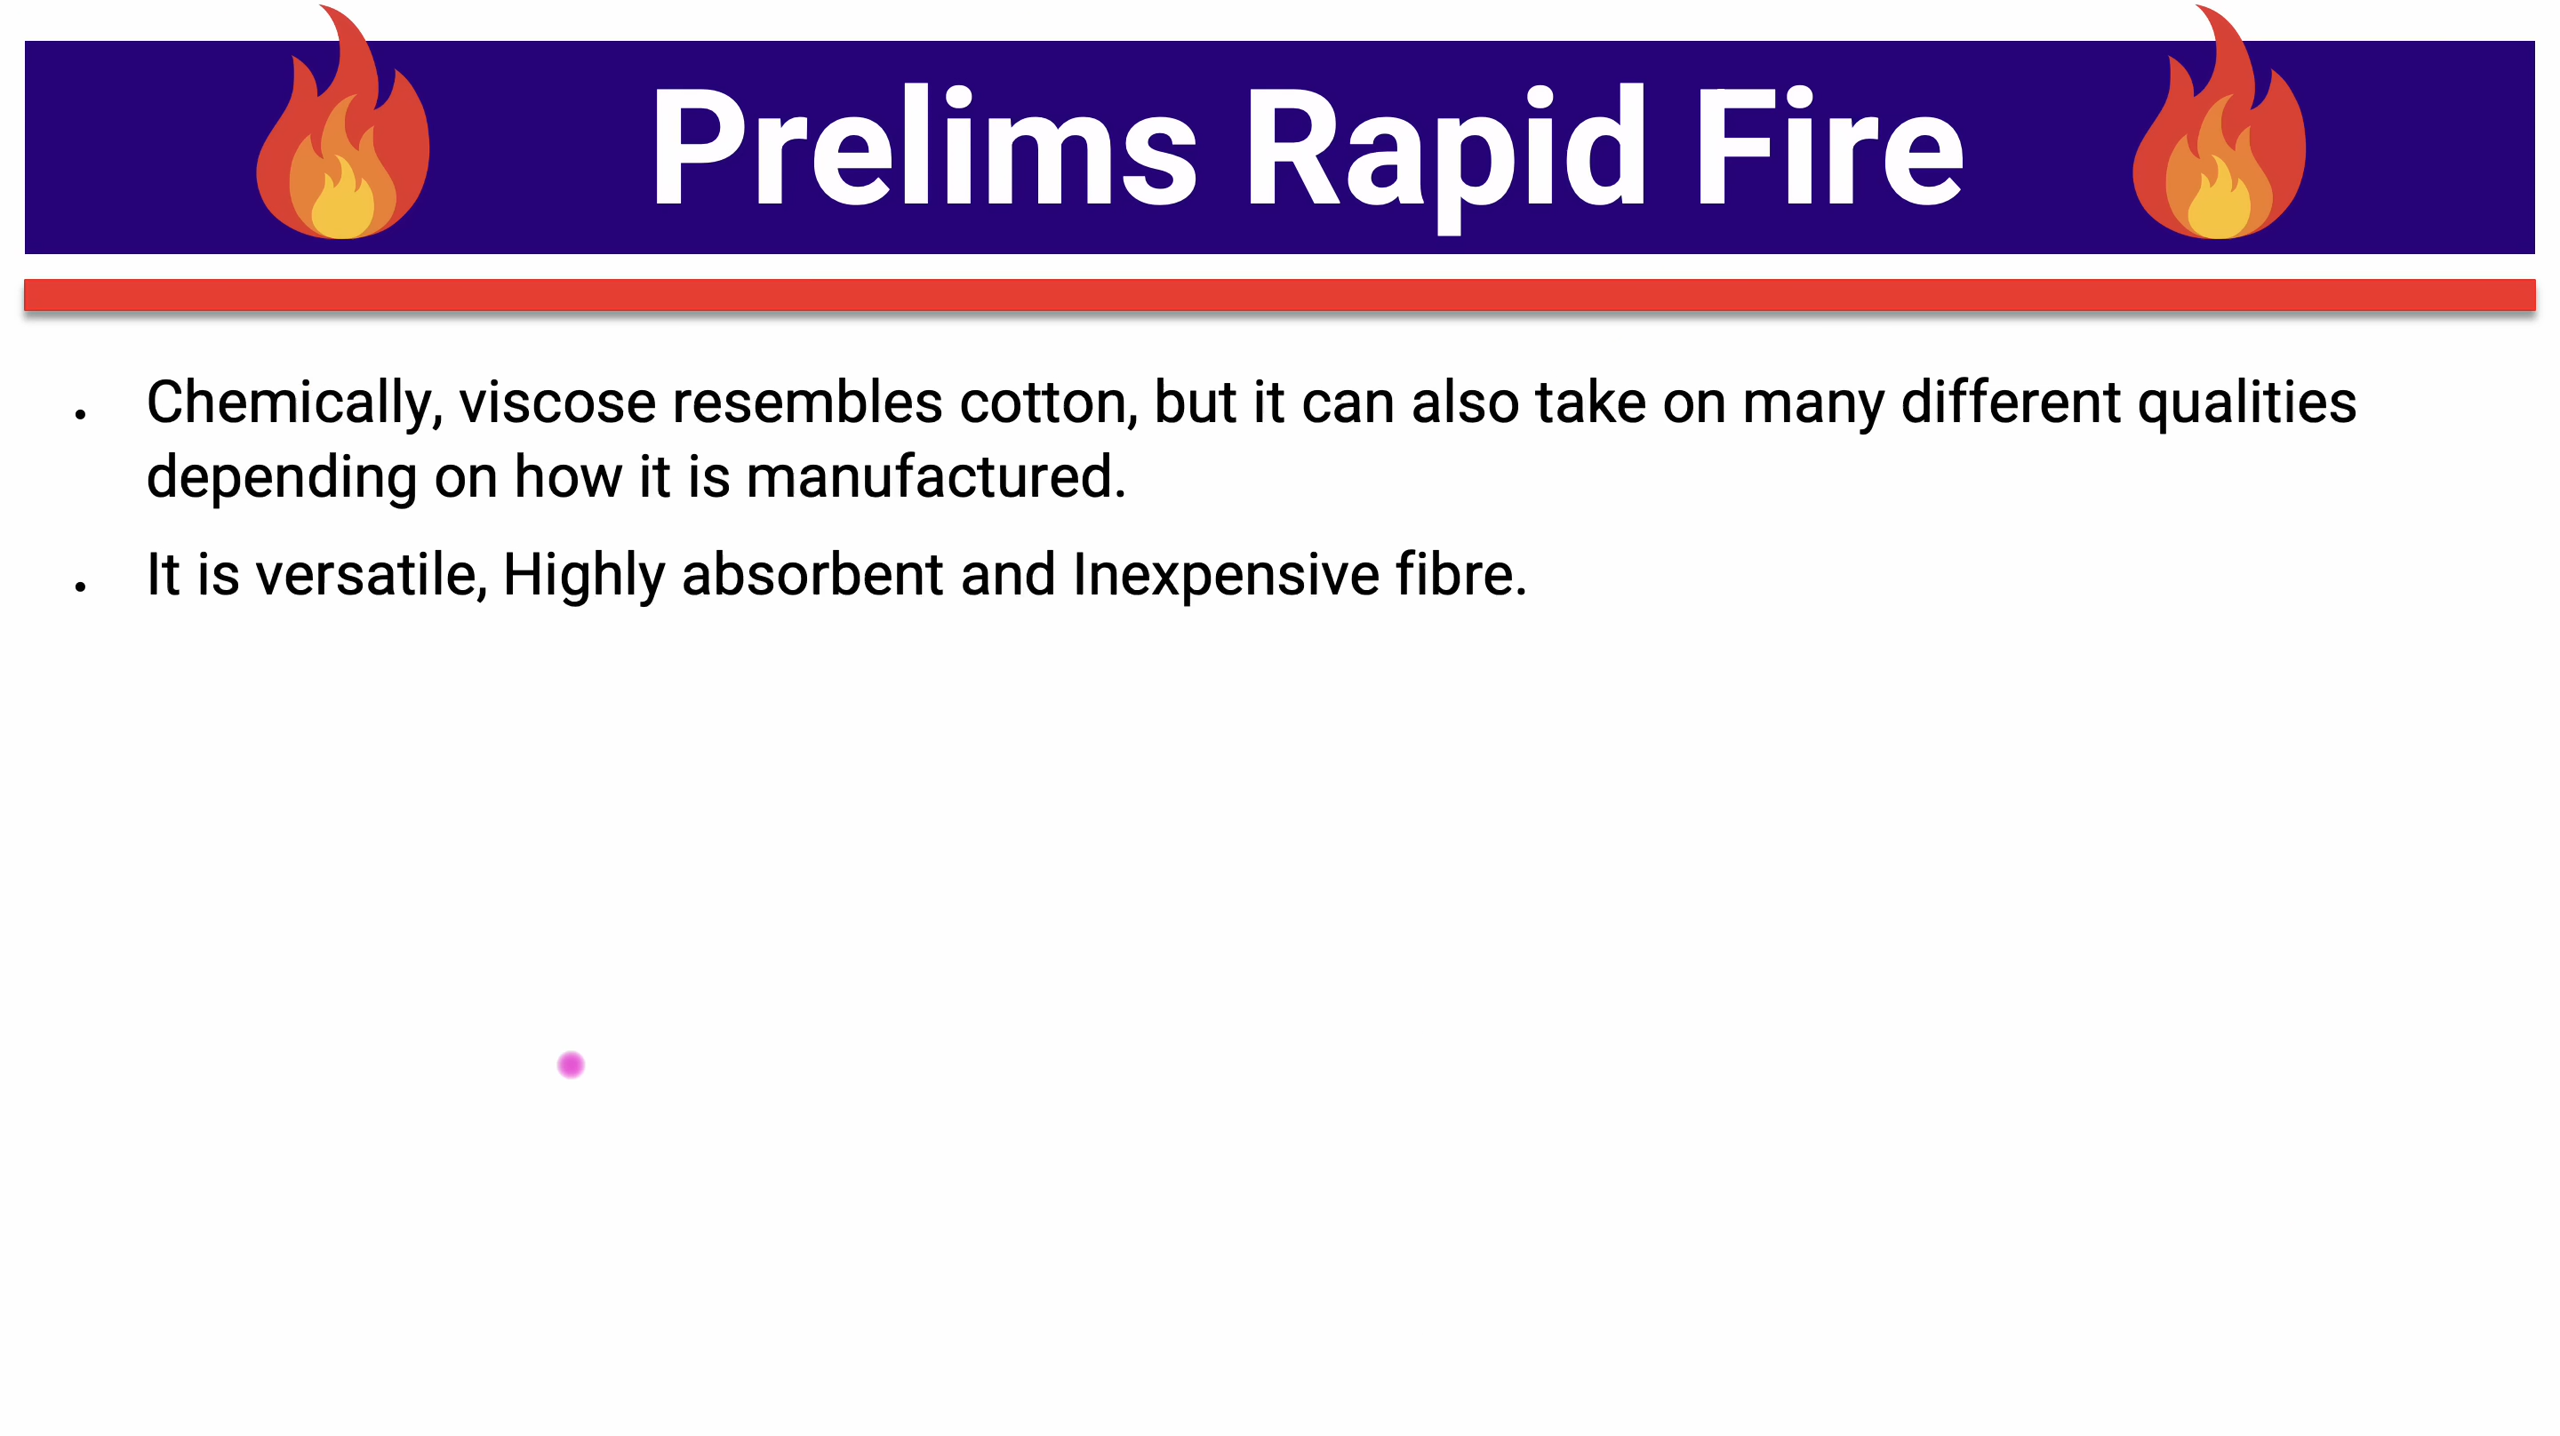 Prelims Rapid Fire
• Chemically, viscose resembles cotton, but it can also take on many different qualities
depending on how it is manufactured.
• It is versatile, Highly absorbent and Inexpensive fibre.